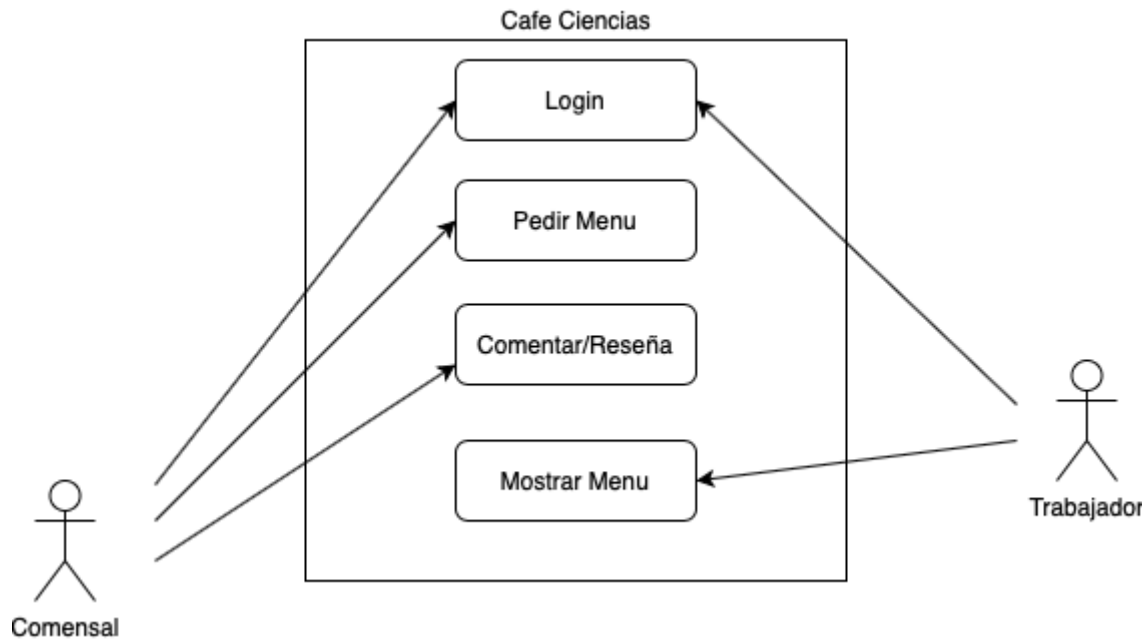 Cafe Ciencias
Login
Pedir Menu
Comentar/Reseña
Mostrar Menu
Trabajador
Comensal